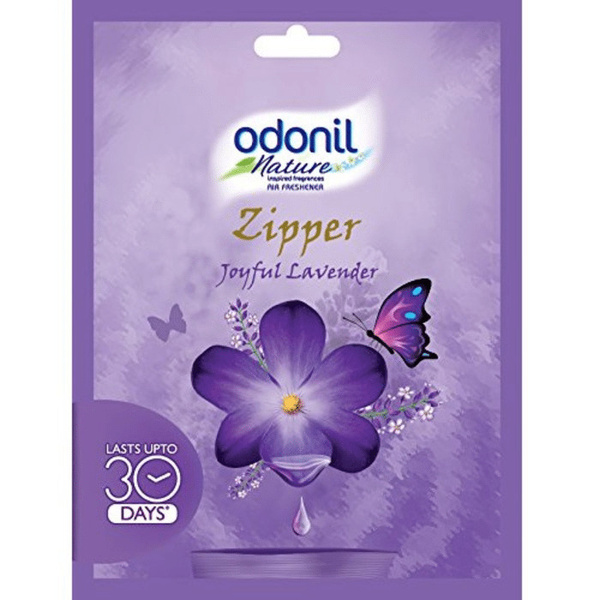 odonil
Nature
inspired fragrances
AIR FRESHENER
Zipper
Joyful Lavender
LASTS UPTO
30
DAYS*